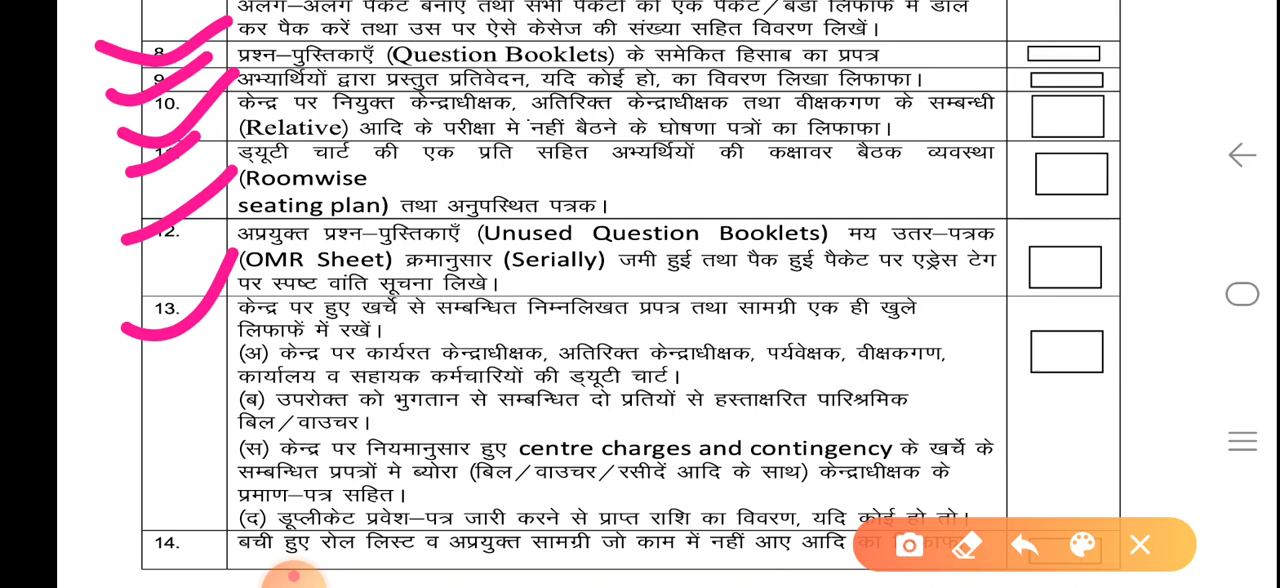 अलग–अलग पैकेट बनाएं तथा सभी पैकेटों को एक पैकेट/बडे लिफाफे में डाल
कर पैक करें तथा उस पर ऐसे केसेज की संख्या सहित विवरण लिखें।
8. प्रश्न–पुस्तिकाएँ (Question Booklets) के समेकित हिसाब का प्रपत्र
9. अभ्यार्थियों द्वारा प्रस्तुत प्रतिवेदन, यदि कोई हो, का विवरण लिखा लिफाफा।
10. केन्द्र पर नियुक्त केन्द्राधीक्षक, अतिरिक्त केन्द्राधीक्षक तथा वीक्षकगण के सम्बन्धी
(Relative) आदि के परीक्षा मे नहीं बैठने के घोषणा पत्रों का लिफाफा।
11. ड्यूटी चार्ट की एक प्रति सहित अभ्यर्थियों की कक्षावर बैठक व्यवस्था
(Roomwise
seating plan) तथा अनुपस्थित पत्रक।
12. अप्रयुक्त प्रश्न–पुस्तिकाएँ (Unused Question Booklets) मय उतर–पत्रक
(OMR Sheet) क्रमानुसार (Serially) जमी हुई तथा पैक हुई पैकेट पर एड्रेस टेग
पर स्पष्ट वांति सूचना लिखे।
13. केन्द्र पर हुए खर्चे से सम्बन्धित निम्नलिखत प्रपत्र तथा सामग्री एक ही खुले
लिफाफें में रखें।
(अ) केन्द्र पर कार्यरत केन्द्राधीक्षक, अतिरिक्त केन्द्राधीक्षक, पर्यवेक्षक, वीक्षकगण,
कार्यालय व सहायक कर्मचारियों की ड्यूटी चार्ट।
(ब) उपरोक्त को भुगतान से सम्बन्धित दो प्रतियों से हस्ताक्षरित पारिश्रमिक
बिल/वाउचर।
(स) केन्द्र पर नियमानुसार हुए centre charges and contingency के खर्चे के
सम्बन्धित प्रपत्रों मे ब्योरा (बिल/वाउचर/रसीदें आदि के साथ) केन्द्राधीक्षक के
प्रमाण–पत्र सहित।
(द) डूप्लीकेट प्रवेश–पत्र जारी करने से प्राप्त राशि का विवरण, यदि कोई हो तो।
14. बची हुए रोल लिस्ट व अप्रयुक्त सामग्री जो काम में नहीं आए आदि का